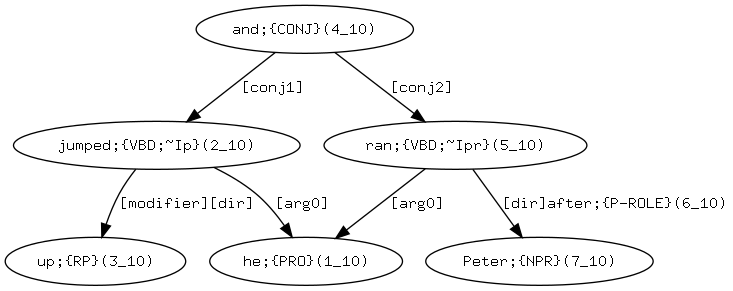 and;{CONJ}(4_10)
[conj1]
[conj2]
jumped;{VBD;~Ip}(2_10)
ran;{VBD;~Ipr}(5_10)
[modifier][dir]
[arg0]
[arg0]
[dir]after;{P-ROLE}(6_10)
up;{RP}(3_10)
he;{PRO}(1_10)
Peter;{NPR}(7_10)